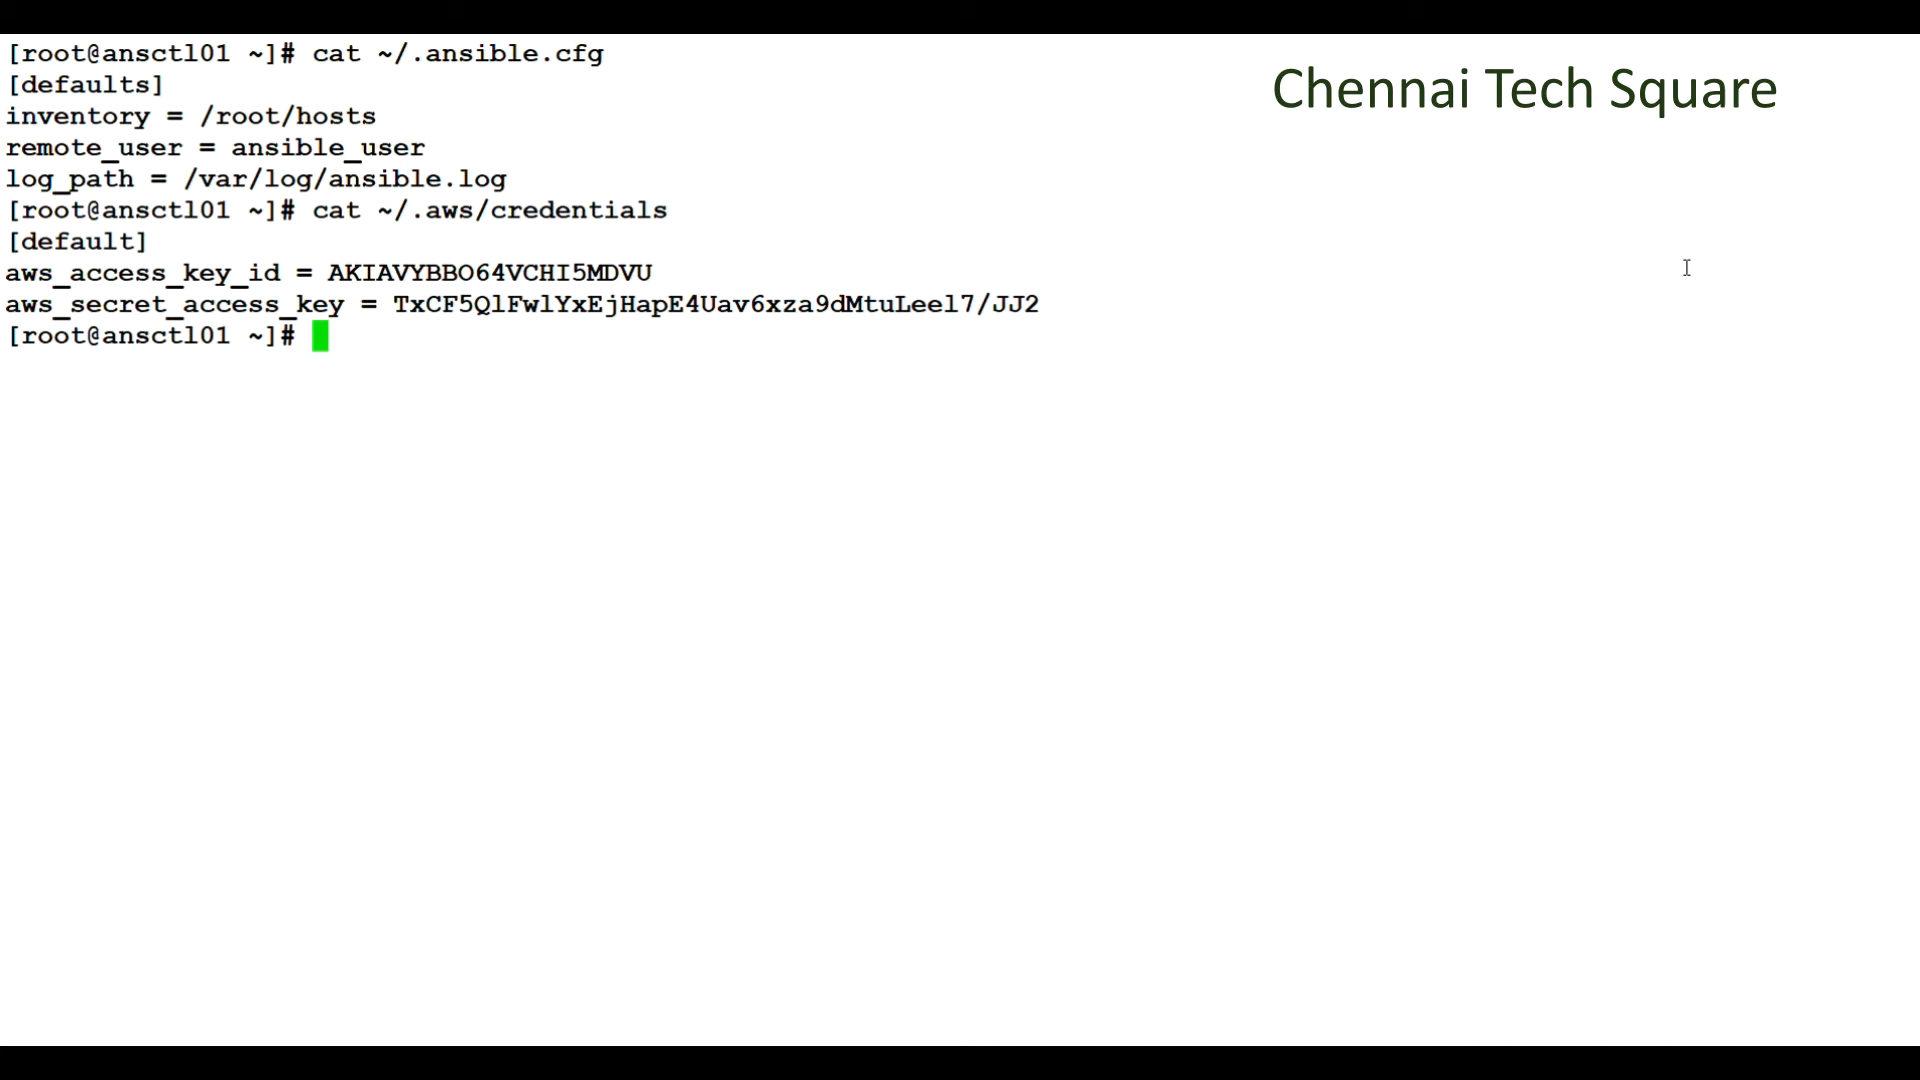 [root@ansctl01 ~]# cat ~/.ansible.cfg
Chennai Tech Square
[defaults]
inventory = /root/hosts
remote_user = ansible_user
log_path = /var/log/ansible.log
[root@ansctl01 ~]# cat ~/.aws/credentials
[default]
aws_access_key_id = AKIAVYBBO64VCHI5MDVU
aws_secret_access_key = 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
[root@ansctl01 ~]#